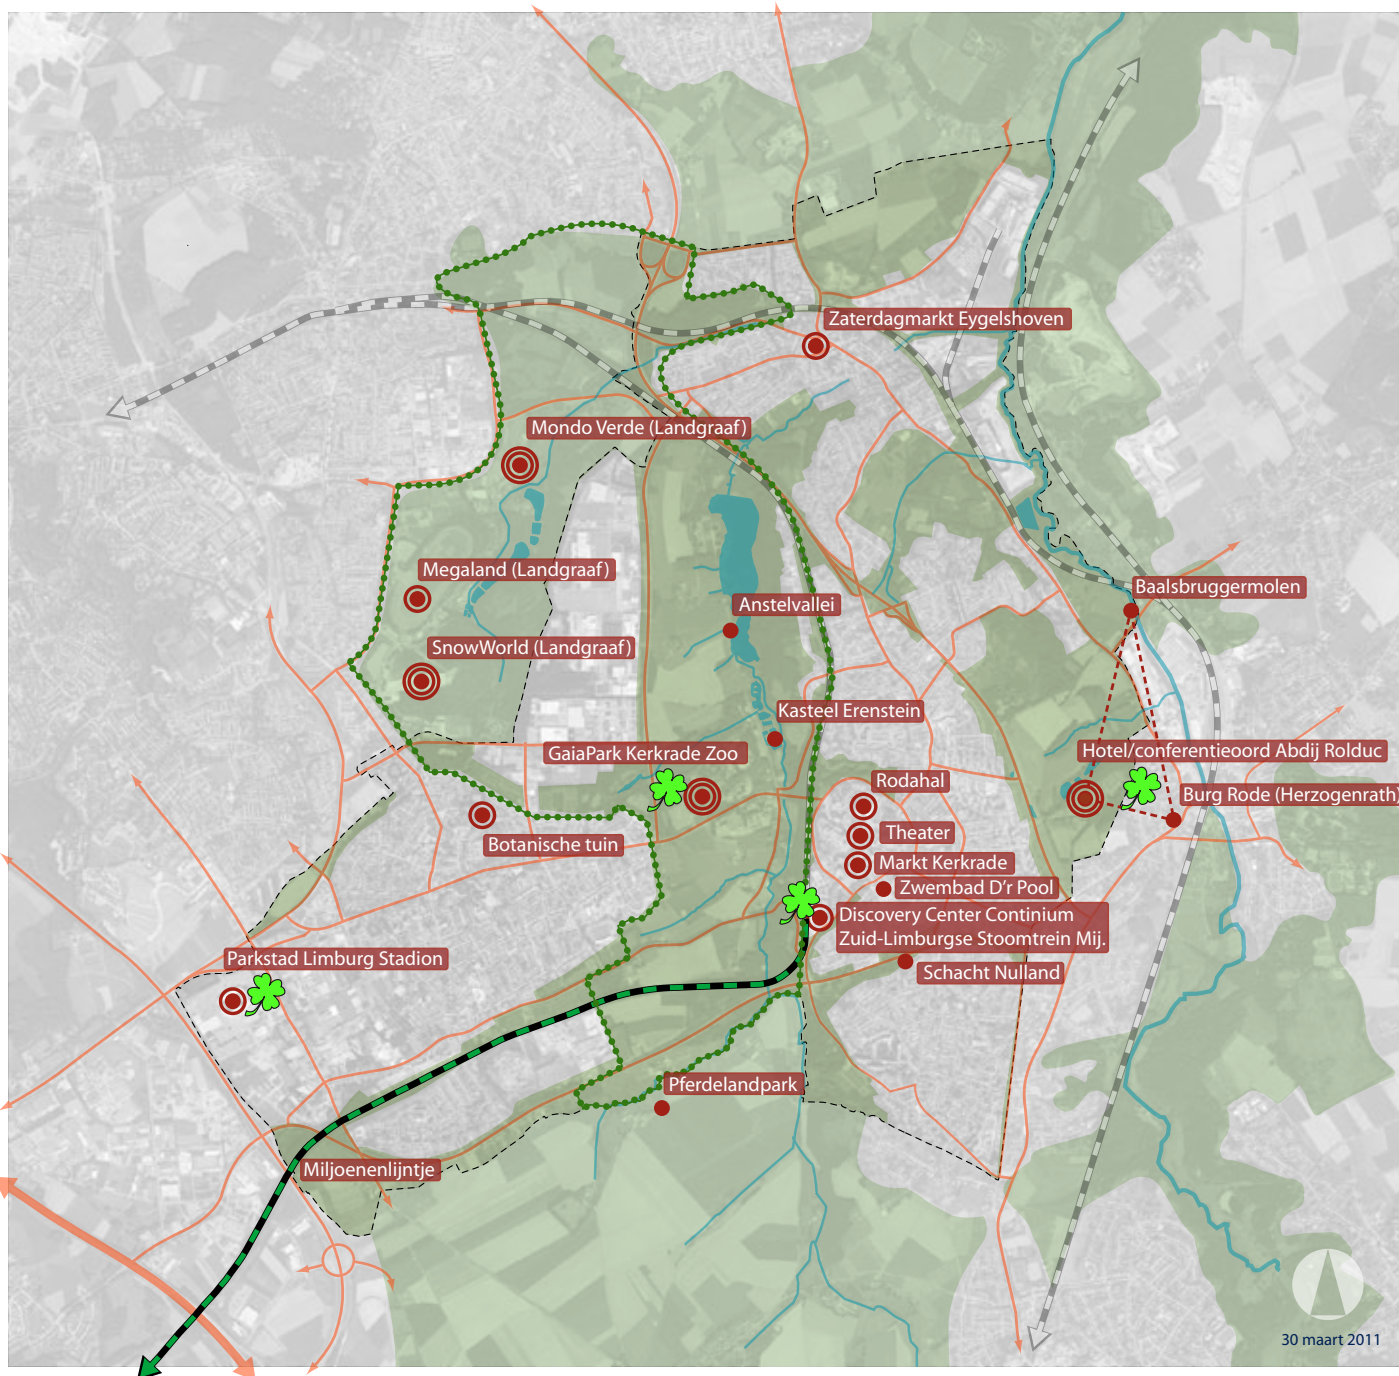 Zaterdagmarkt Eygelshoven
Mondo Verde (Landgraaf)
Megaland (Landgraaf)
Baalsbruggermolen
Anstelvallei
SnowWorld (Landgraaf)
Kasteel Erenstein
GaiaPark Kerkrade Zoo
Hotel/conferentieoord Abdij Rolduc
Rodahal
Burg Rode (Herzogenrath)
Theater
Botanische tuin
Markt Kerkrade
Zwembad D'r Pool
Discovery Center Continium
Zuid-Limburgse Stoomtrein Mij.
Parkstad Limburg Stadion
Schacht Nulland
Pferdelandpark
Miljoenenlijntje
30 maart 2011